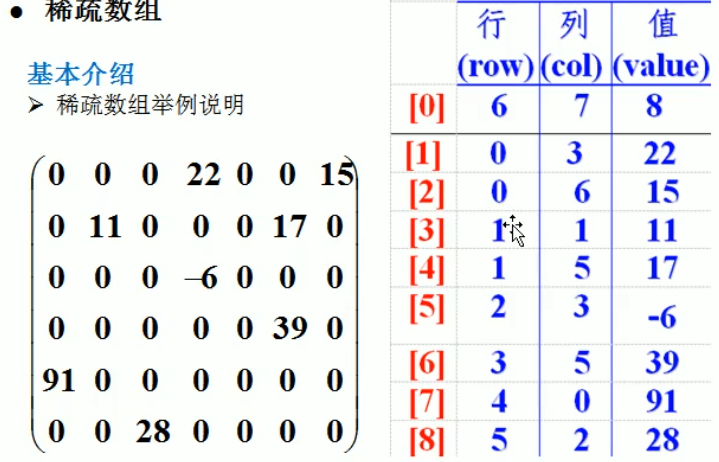 ● 稀疏数组
基本介绍
➢ 稀疏数组举例说明
0 0 0 22 0 0 15
0 11 0 0 0 17 0
0 0 0 –6 0 0 0
0 0 0 0 0 39 0
91 0 0 0 0 0 0
0 0 28 0 0 0 0
行 列 值
(row) (col) (value)
[0] 6 7 8
[1] 0 3 22
[2] 0 6 15
[3] 1 1 11
[4] 1 5 17
[5] 2 3 -6
[6] 3 5 39
[7] 4 0 91
[8] 5 2 28